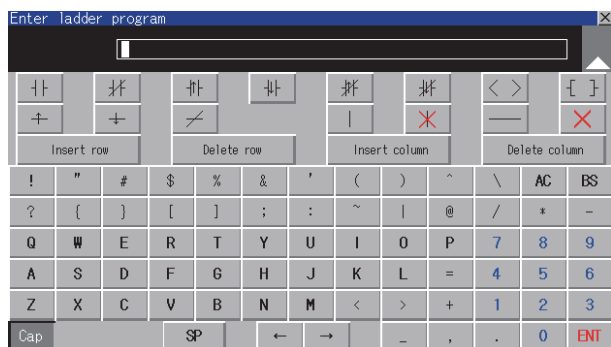 Enter ladder program X
< > { }
Insert row Delete row Insert column Delete column
! " # $ % & ' ( ) ^ \ AC BS
? { } [ ] ; : ~ | @ / * -
Q W E R T Y U I O P 7 8 9
A S D F G H J K L = 4 5 6
Z X C V B N M < > + 1 2 3
Cap SP ← → _ , . 0 ENT